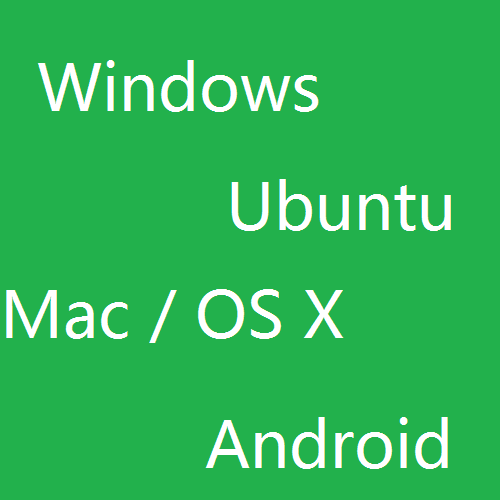 Windows
Ubuntu
Mac / OS X
Android